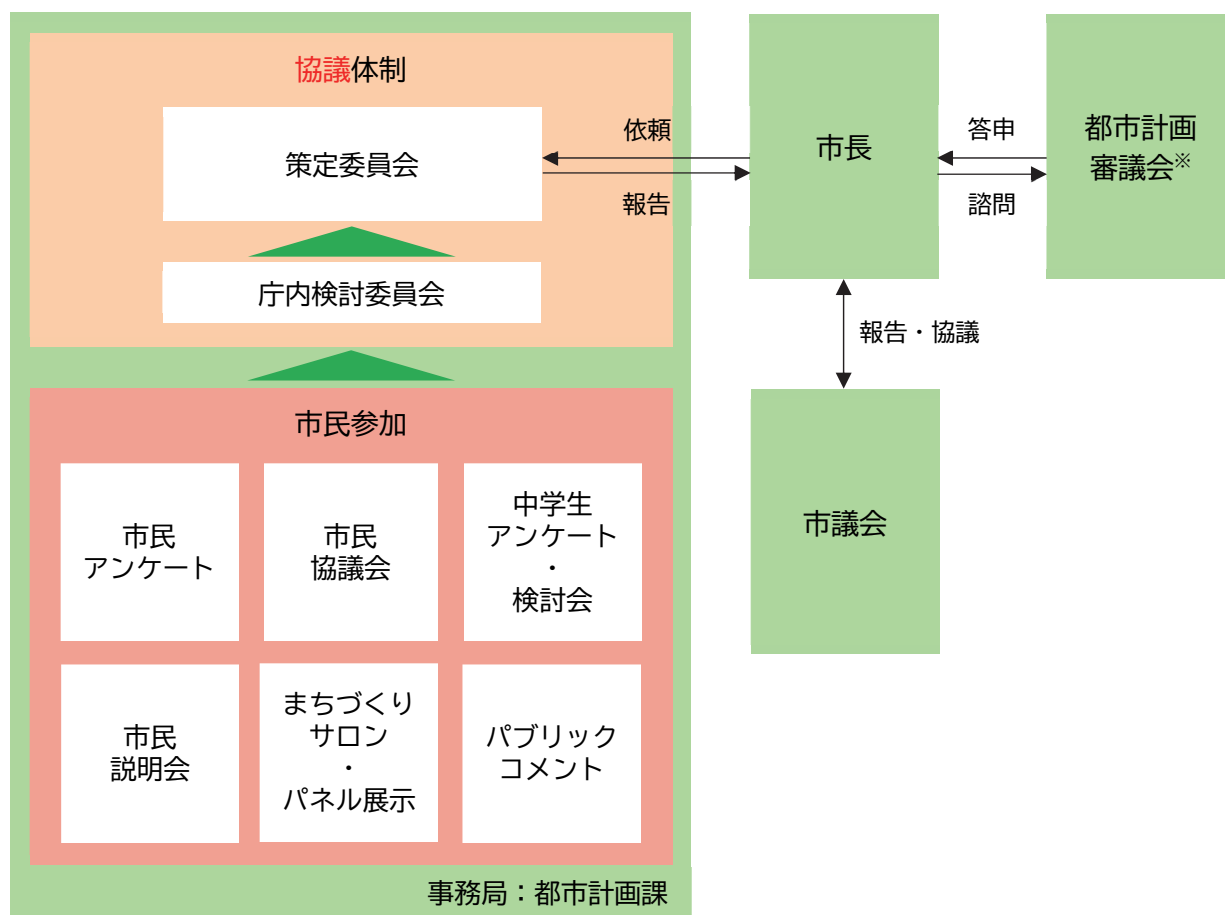 協議体制
策定委員会
庁内検討委員会
依頼
報告
市長
答申
諮問
都市計画
審議会※
報告・協議
市議会
市民参加
市民
アンケート
市民
協議会
中学生
アンケート
・
検討会
市民
説明会
まちづくり
サロン
・
パネル展示
パブリック
コメント
事務局：都市計画課